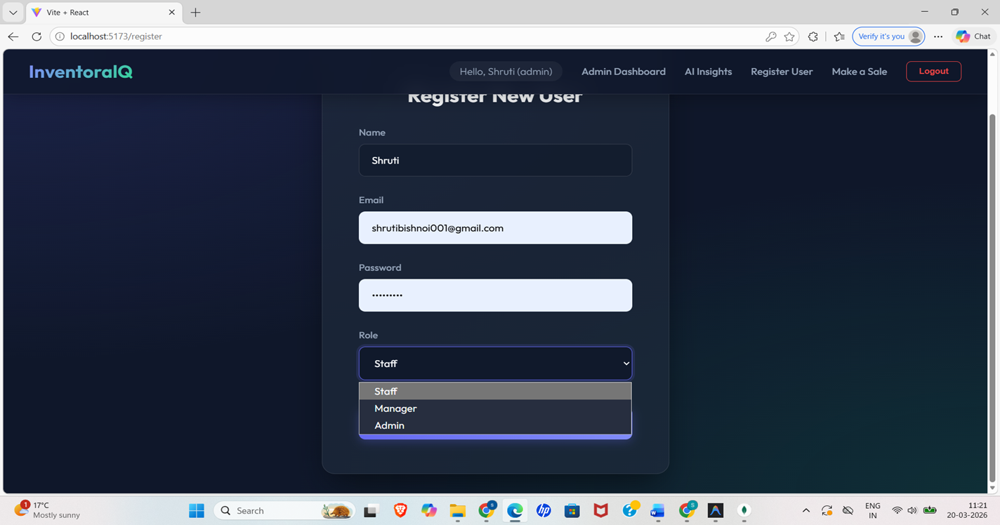 Vite + React
localhost:5173/register
Verify it's you
Chat
InventoraIQ
Hello, Shruti (admin)
Admin Dashboard
AI Insights
Register User
Make a Sale
Logout
Register New User
Name
Shruti
Email
shrutibishnoi001@gmail.com
Password
•••••••••
Role
Staff
Staff
Manager
Admin
1
17°C
Mostly sunny
Search
S
S
ENG
IN
11:21
20-03-2026